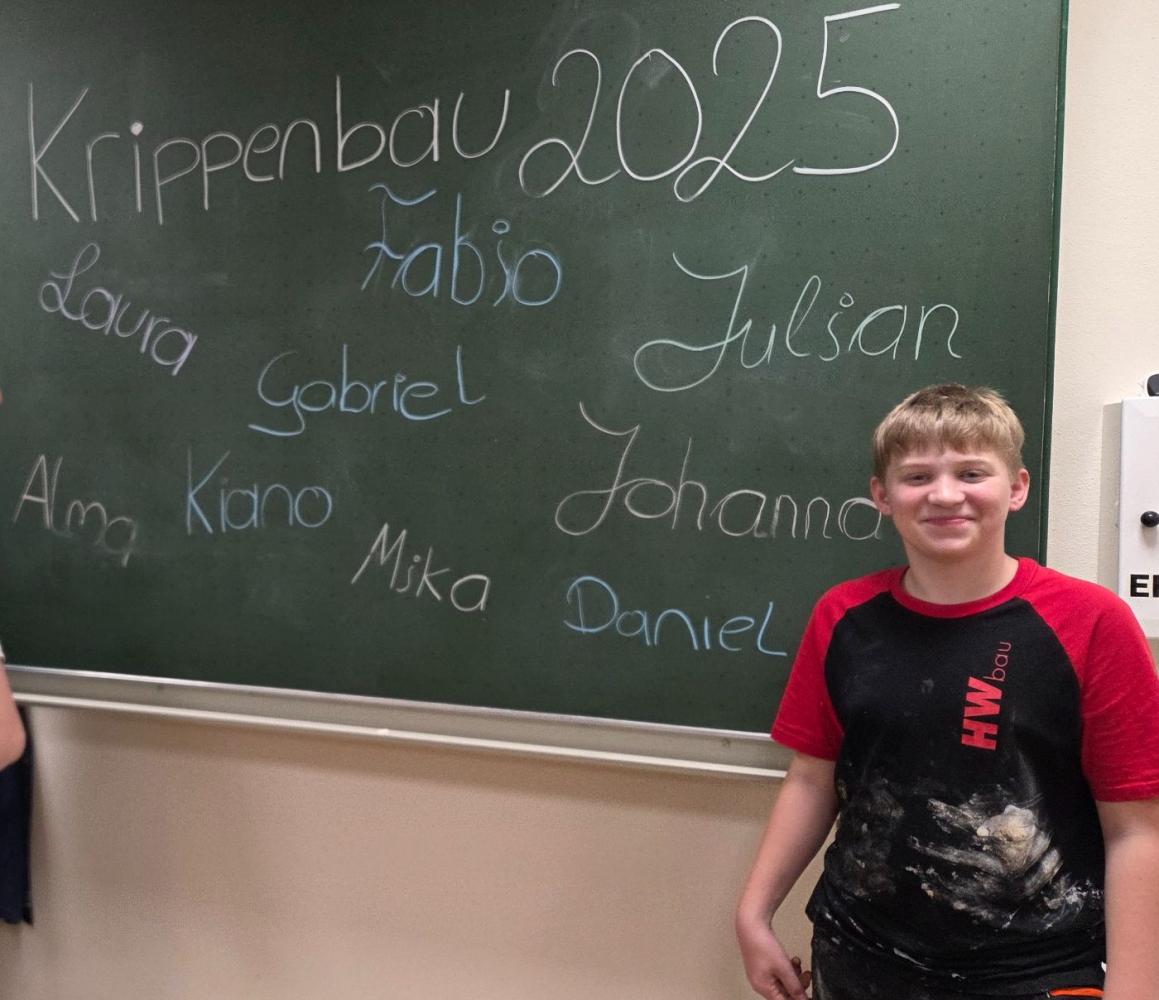 Krippenbau 2025
Fabio
Laura
Julian
Gabriel
Johanna
Alma
Kiano
Mika
Daniel
HWbau